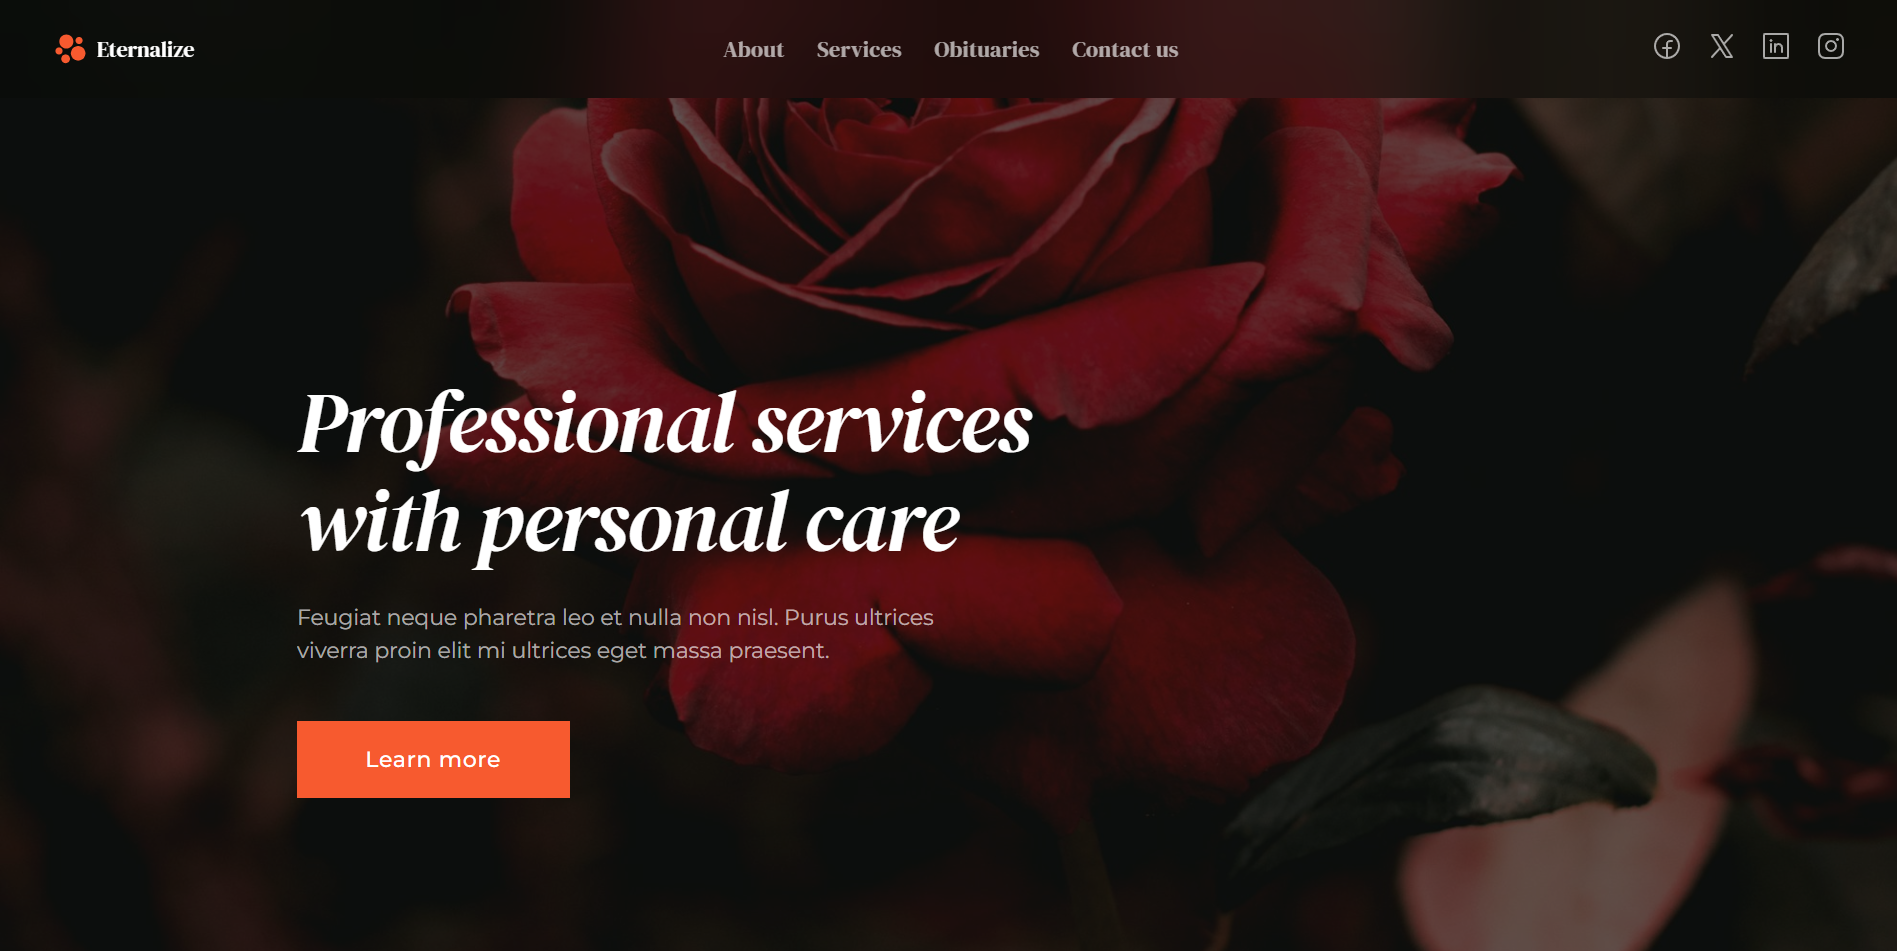 Eternalize
About Services Obituaries Contact us
Professional services
with personal care
Feugiat neque pharetra leo et nulla non nisl. Purus ultrices
viverra proin elit mi ultrices eget massa praesent.
Learn more